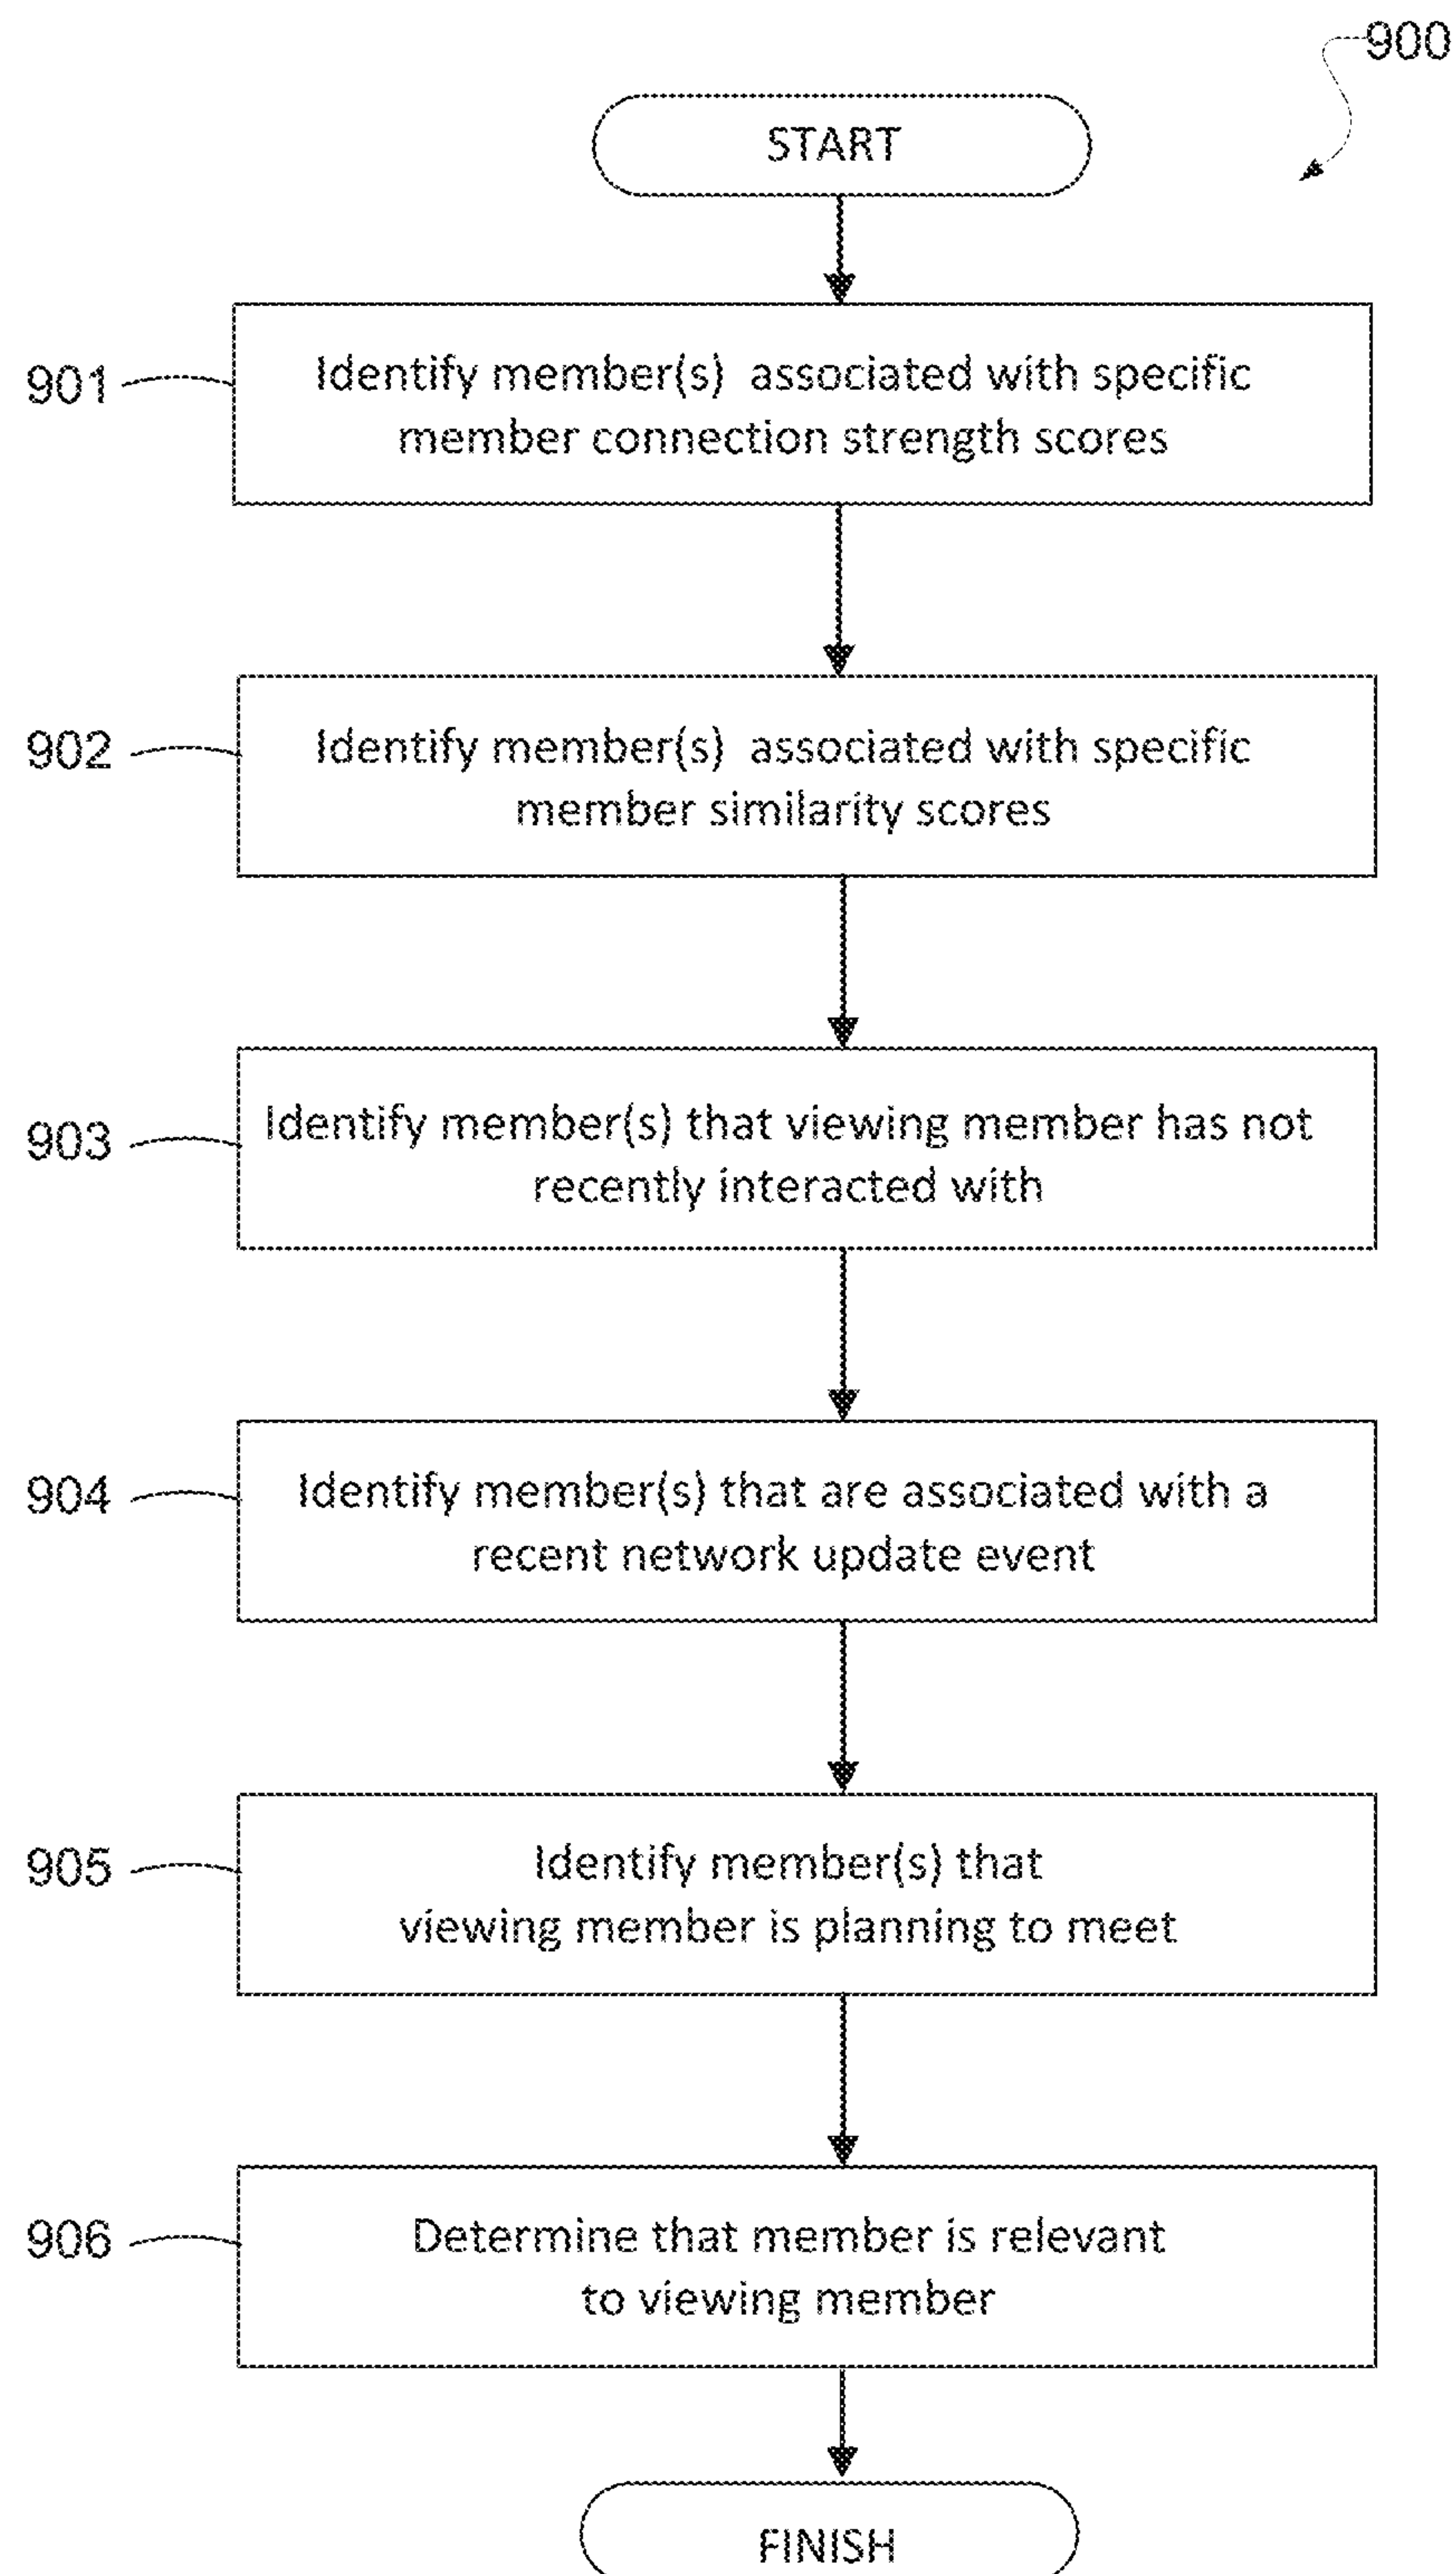 900
START
901
Identify member(s) associated with specific
member connection strength scores
902
Identify member(s) associated with specific
member similarity scores
903
Identify member(s) that viewing member has not
recently interacted with
904
Identify member(s) that are associated with a
recent network update event
905
Identify member(s) that
viewing member is planning to meet
906
Determine that member is relevant
to viewing member
FINISH